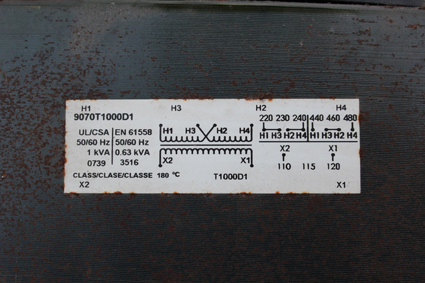 H1 H3 H2 H4
9070T1000D1
220 230 240 440 460 480
UL/CSA EN 61558
H1 H3 H2 H4
H1 H3 H2 H4 H1 H3 H2 H4
50/60 Hz 50/60 Hz
1 kVA 0.63 kVA
X2 X1
X2 X1
0739 3516
110 115 120
CLASS/CLASE/CLASSE 180 °C
T1000D1
X2 X1